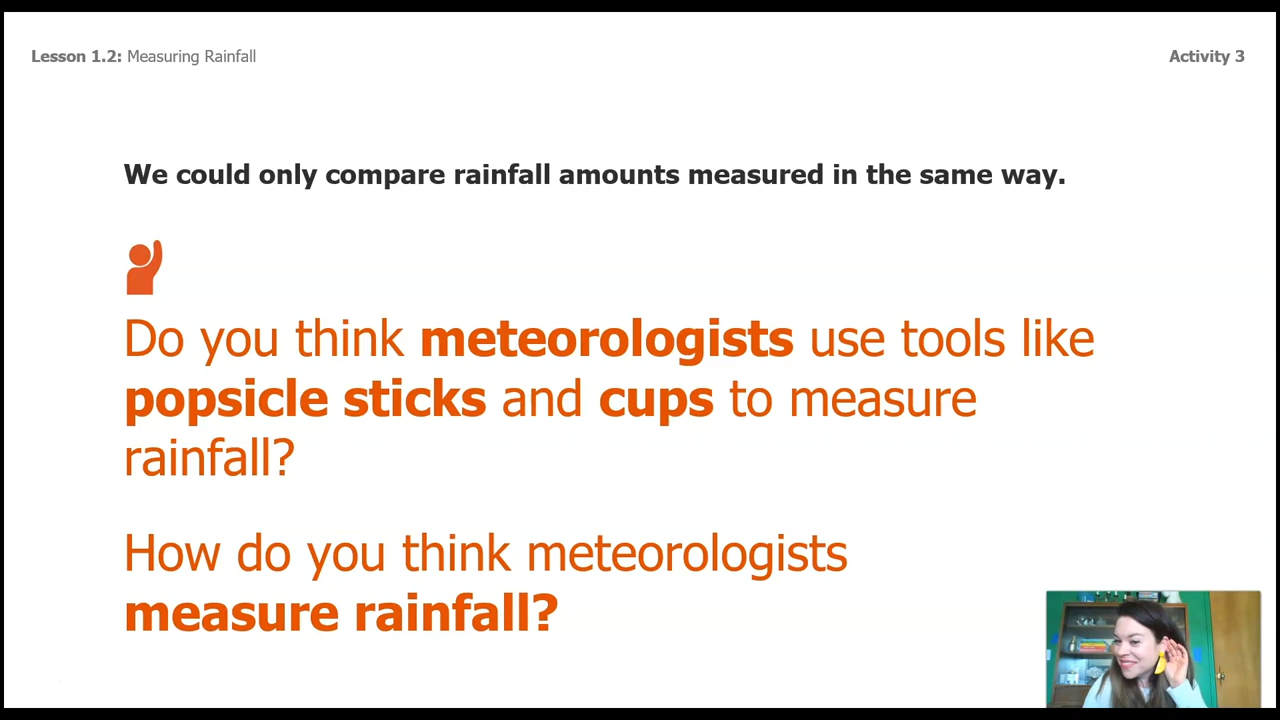 Lesson 1.2: Measuring Rainfall
Activity 3
We could only compare rainfall amounts measured in the same way.
Do you think meteorologists use tools like
popsicle sticks and cups to measure
rainfall?
How do you think meteorologists
measure rainfall?